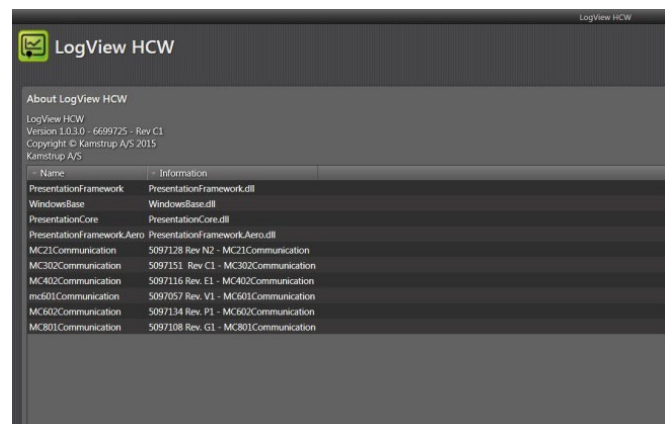 LogView HCW
LogView HCW
About LogView HCW
LogView HCW
Version 1.0.3.0 - 6699725 - Rev C1
Copyright © Kamstrup A/S 2015
Kamstrup A/S
Name Information
PresentationFramework PresentationFramework.dll
WindowsBase WindowsBase.dll
PresentationCore PresentationCore.dll
PresentationFramework.Aero PresentationFramework.Aero.dll
MC21Communication 5097128 Rev N2 - MC21Communication
MC302Communication 5097151 Rev C1 - MC302Communication
MC402Communication 5097116 Rev. E1 - MC402Communication
mc601Communication 5097057 Rev. V1 - MC601Communication
MC602Communication 5097134 Rev. P1 - MC602Communication
MC801Communication 5097108 Rev. G1 - MC801Communication